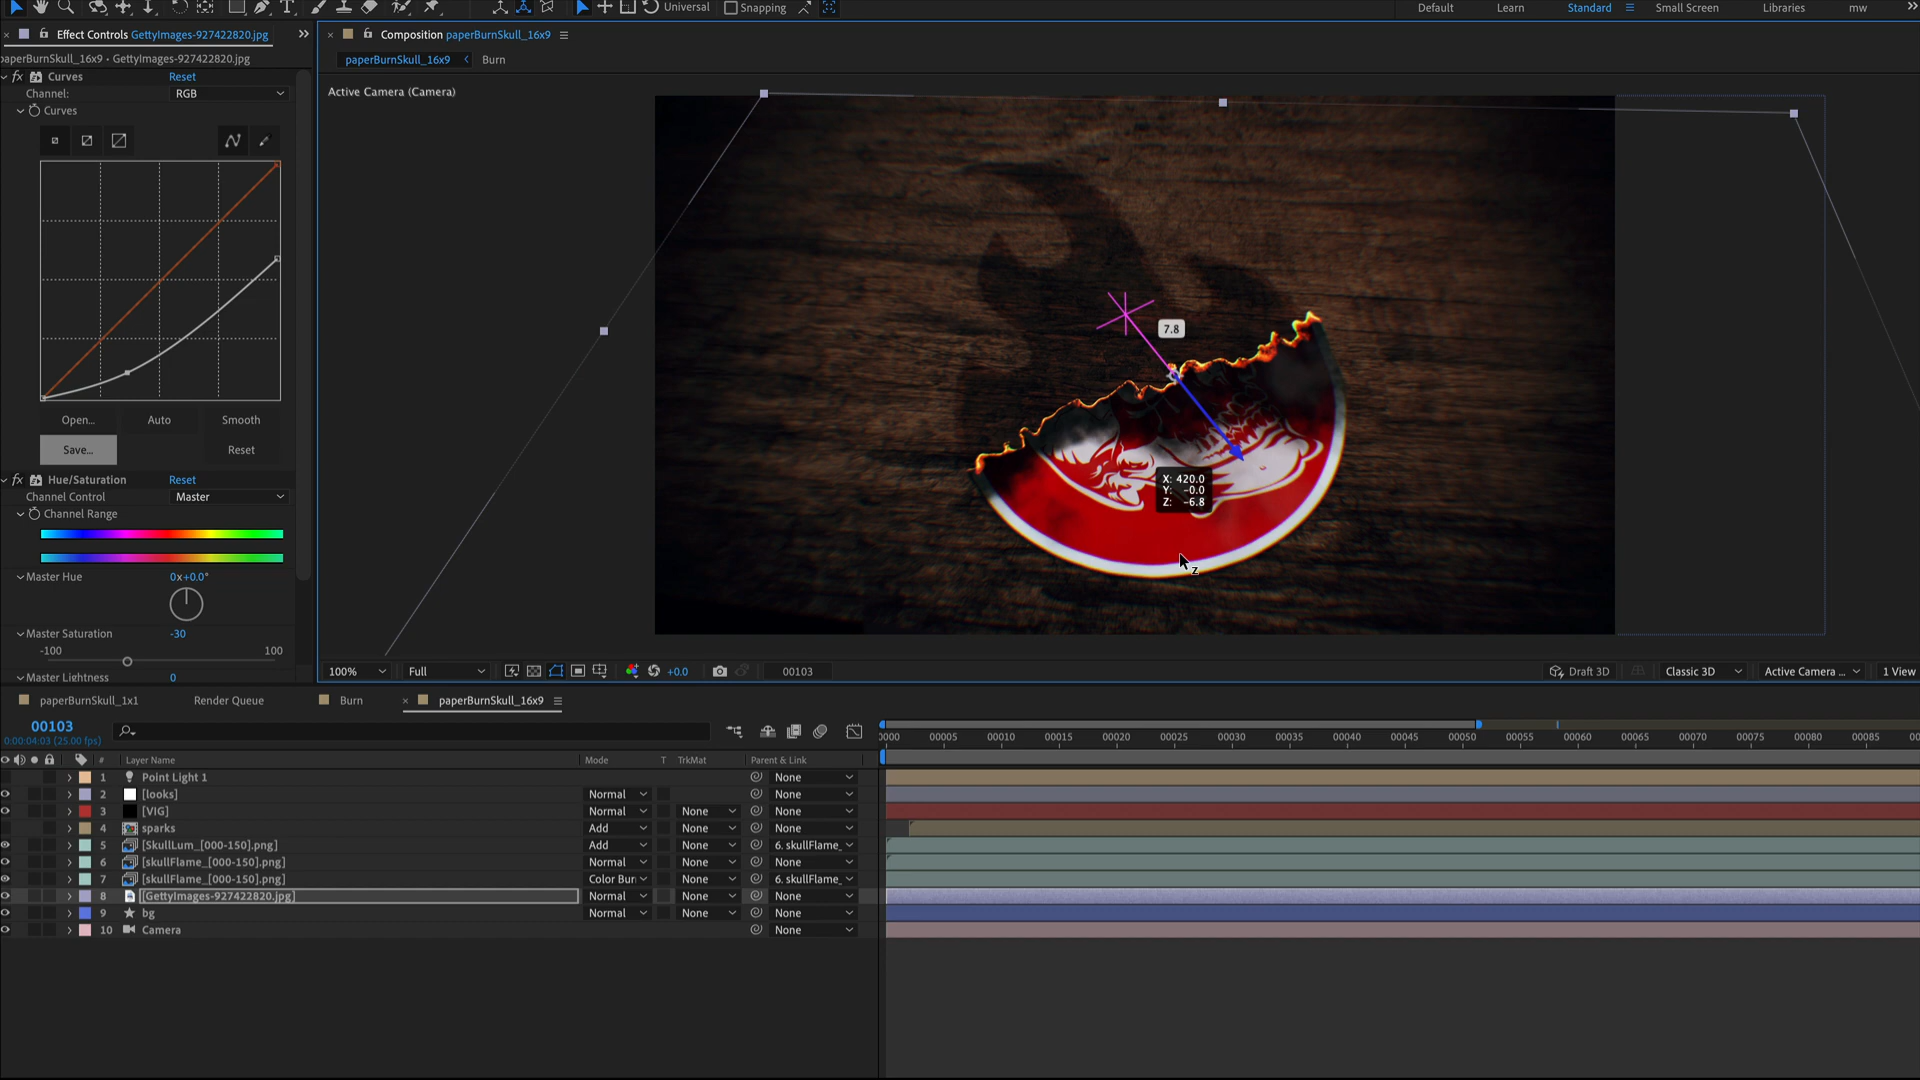 Universal
Snapping
Default
Learn
Standard
Small Screen
Libraries
mw
Effect Controls GettyImages-927422820.jpg
paperBurnSkull_16x9 • GettyImages-927422820.jpg
Composition paperBurnSkull_16x9
paperBurnSkull_16x9
Burn
fx Curves Reset
Channel: RGB
Curves
Active Camera (Camera)
7.8
X: 420.0
Y: -0.0
Z: -6.8
z
Open...
Auto
Smooth
Save...
Reset
fx Hue/Saturation Reset
Channel Control Master
Channel Range
Master Hue 0x+0.0°
Master Saturation -30
-100
100
Master Lightness 0
100%
Full
+0.0
00103
Draft 3D
Classic 3D
Active Camera ...
1 View
paperBurnSkull_1x1
Render Queue
Burn
paperBurnSkull_16x9
00103
0:00:04:03 (25.00 fps)
0000 00005 00010 00015 00020 00025 00030 00035 00040 00045 00050 00055 00060 00065 00070 00075 00080 00085
# Layer Name Mode T TrkMat Parent & Link
1 Point Light 1 None
2 [looks] Normal None
3 [VIG] Normal None None
4 sparks Add None None
5 [SkullLum_[000-150].png] Add None 6. skullFlame_
6 [skullFlame_[000-150].png] Normal None None
7 [skullFlame_[000-150].png] Color Bur None 6. skullFlame_
8 [GettyImages-927422820.jpg] Normal None None
9 bg Normal None None
10 Camera None